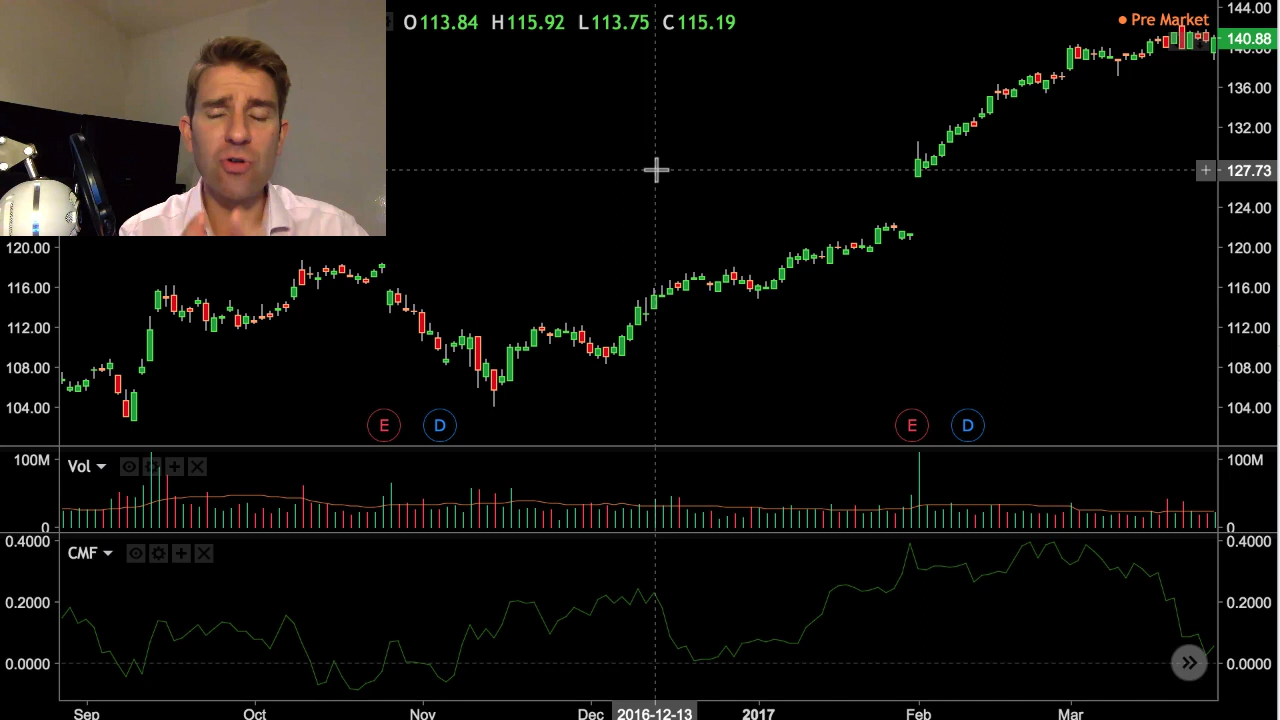 O113.84 H115.92 L113.75 C115.19
Pre Market
144.00
140.88
136.00
132.00
127.73
124.00
120.00 120.00
116.00 116.00
112.00 112.00
108.00 108.00
104.00 104.00
E D E D
100M Vol 100M
0 0
0.4000 CMF 0.4000
0.2000 0.2000
0.0000 0.0000
Sep Oct Nov Dec 2016-12-13 2017 Feb Mar